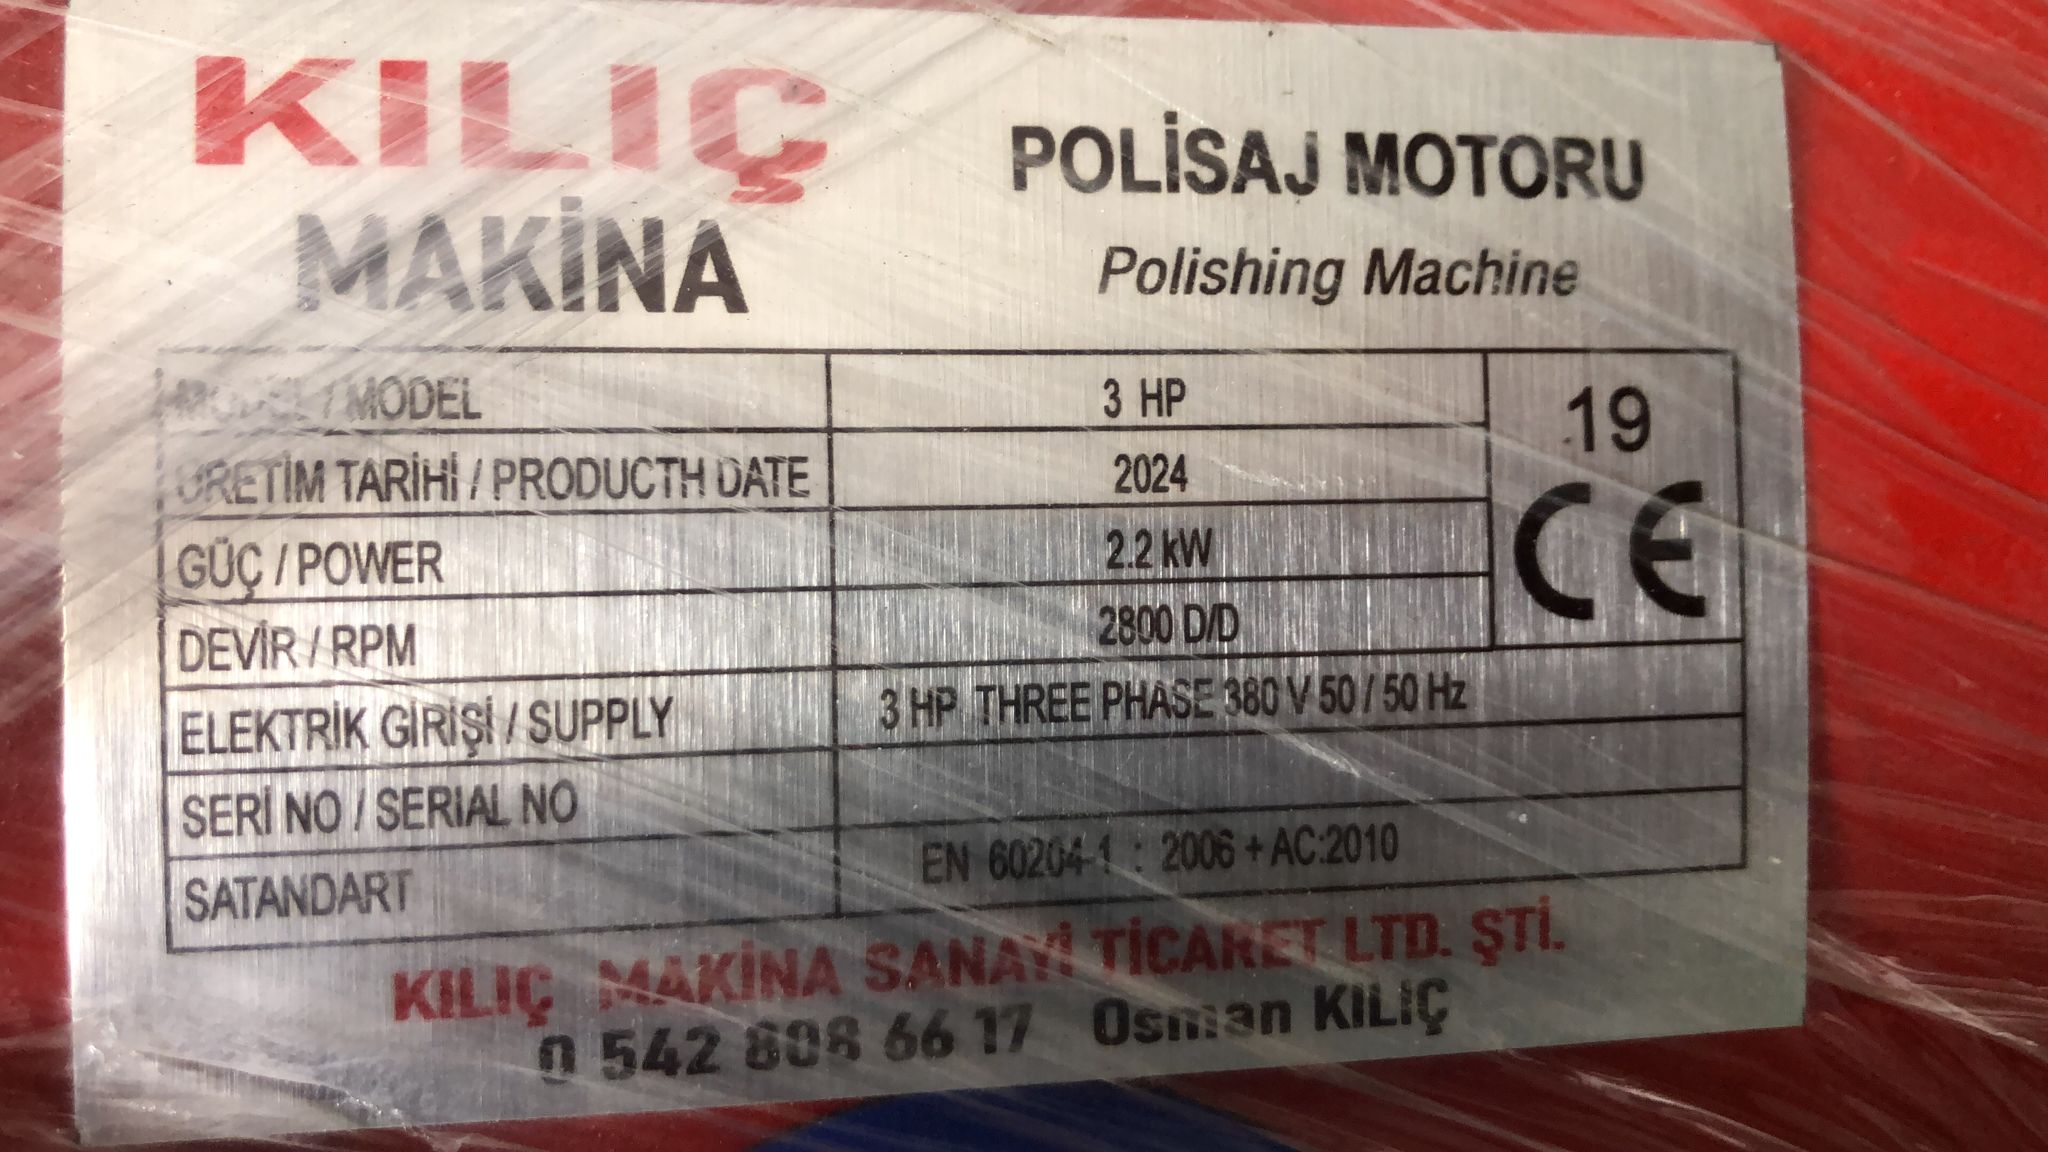 KILIÇ
MAKİNA
POLİSAJ MOTORU
Polishing Machine
MODEL / MODEL 3 HP
ÜRETİM TARİHİ / PRODUCTH DATE 2024
GÜÇ / POWER 2.2 kW
DEVİR / RPM 2800 D/D
19
CE
ELEKTRİK GİRİŞİ / SUPPLY 3 HP THREE PHASE 380 V 50 / 50 Hz
SERİ NO / SERIAL NO
SATANDART EN 60204-1 : 2006 + AC:2010
KILIÇ MAKİNA SANAYİ TİCARET LTD. ŞTİ.
0 542 808 66 17 Osman KILIÇ